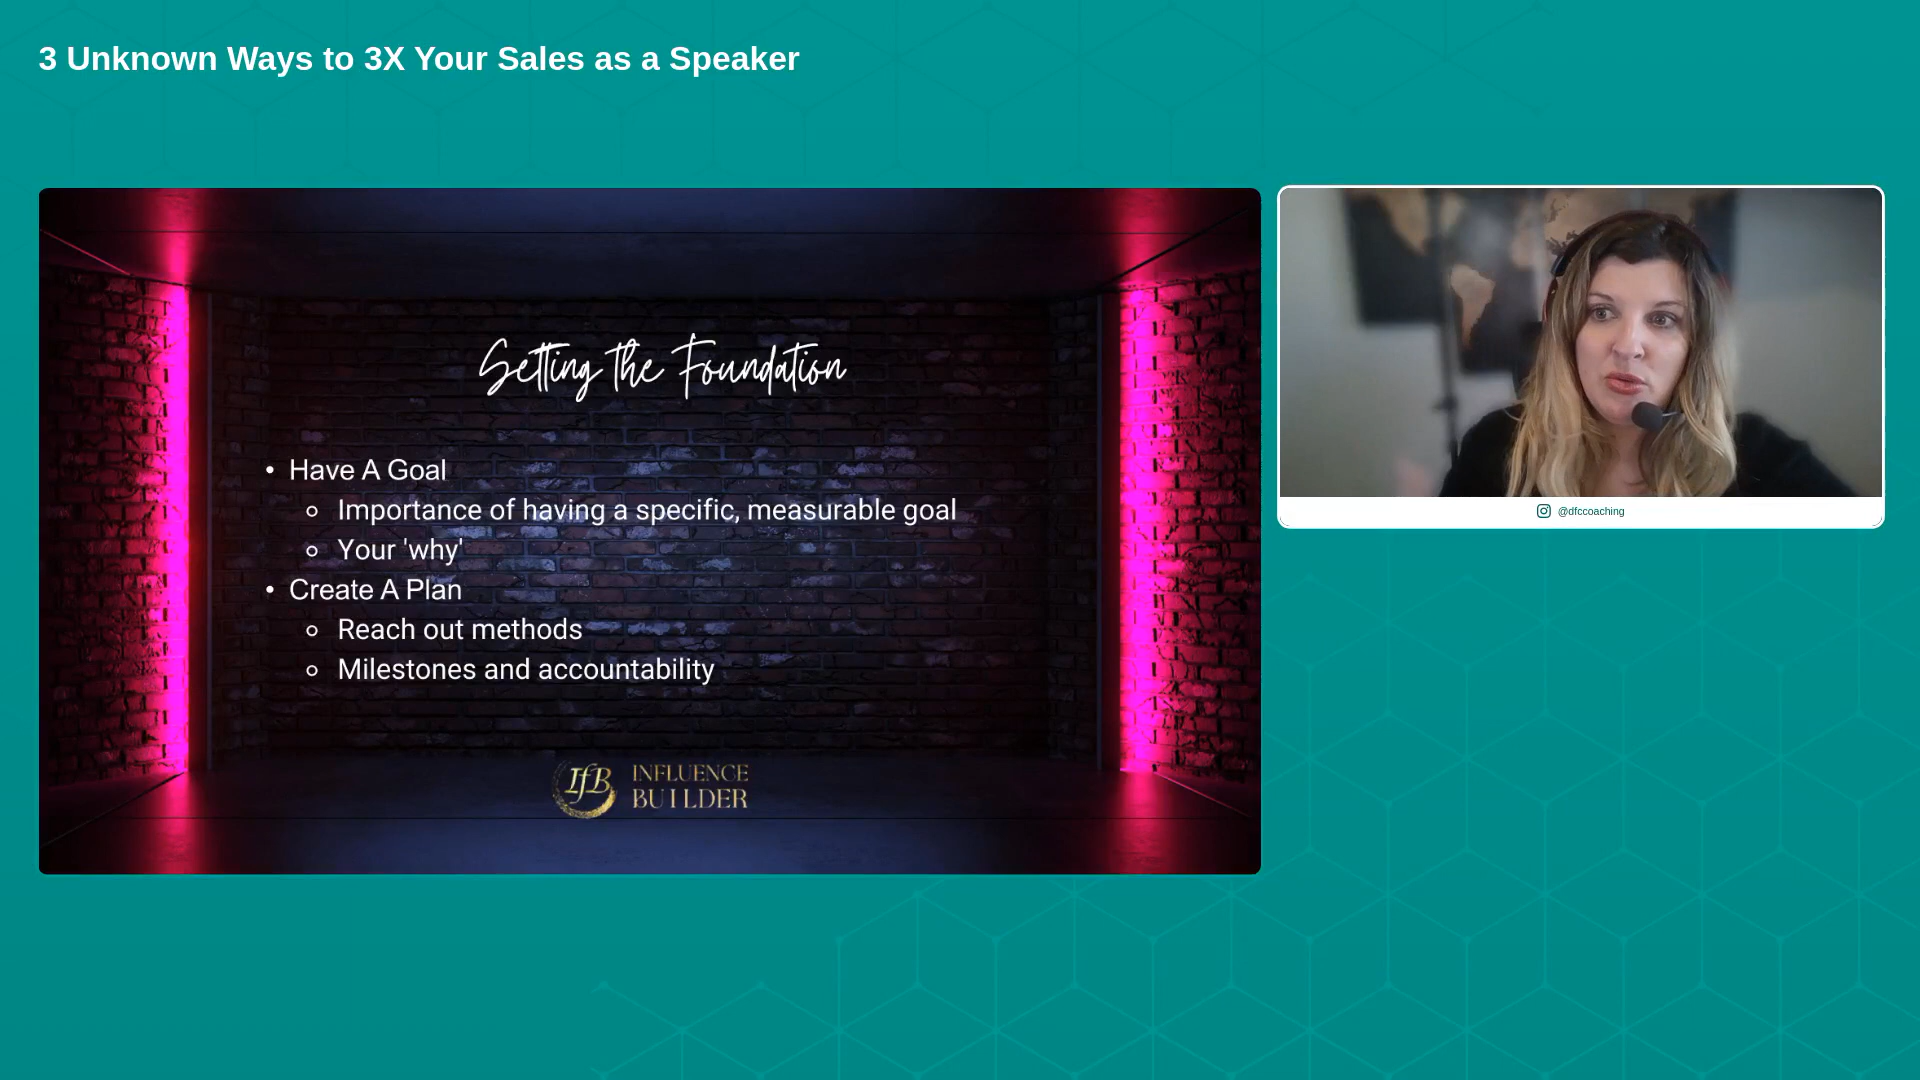 3 Unknown Ways to 3X Your Sales as a Speaker
Setting the Foundation
• Have A Goal
○ Importance of having a specific, measurable goal
○ Your 'why'
• Create A Plan
○ Reach out methods
○ Milestones and accountability
IfB
INFLUENCE
BUILDER
@dfccoaching